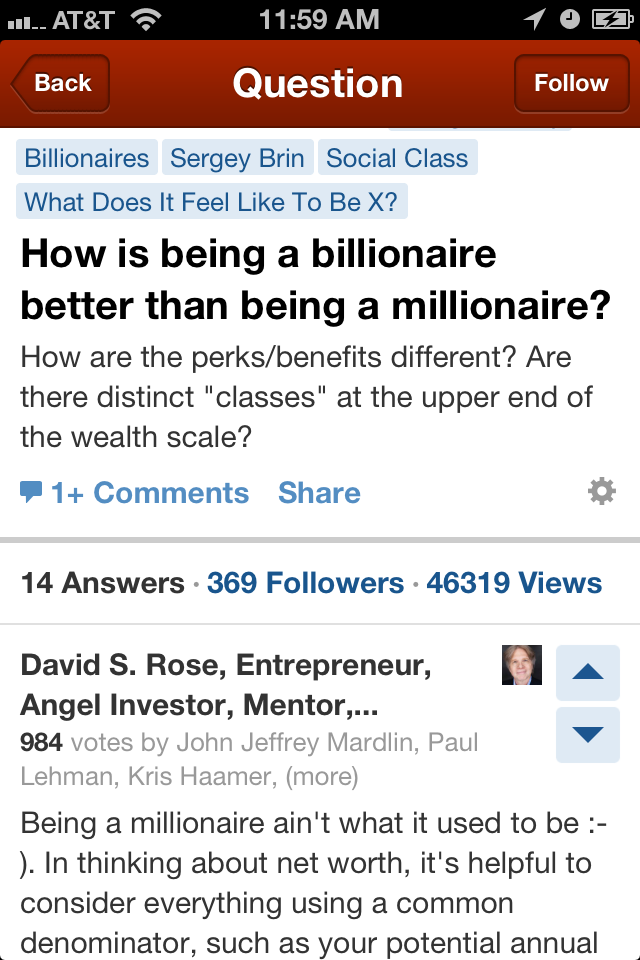 AT&T 11:59 AM
Back Question Follow
Billionaires Sergey Brin Social Class
What Does It Feel Like To Be X?
How is being a billionaire
better than being a millionaire?
How are the perks/benefits different? Are
there distinct "classes" at the upper end of
the wealth scale?
1+ Comments Share
14 Answers · 369 Followers · 46319 Views
David S. Rose, Entrepreneur,
Angel Investor, Mentor,...
984 votes by John Jeffrey Mardlin, Paul
Lehman, Kris Haamer, (more)
Being a millionaire ain't what it used to be :-
). In thinking about net worth, it's helpful to
consider everything using a common
denominator, such as your potential annual